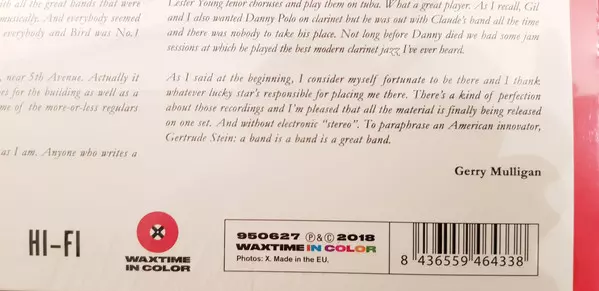 ith all the great bands that were
musically. And everybody seemed
everybody and Bird was No.1
, near 5th Avenue. Actually it
es for the building as well as a
me of the more-or-less regulars
as I am. Anyone who writes a
Lester Young tenor choruses and play them on tuba. What a great player. As I recall, Gil
and I also wanted Danny Polo on clarinet but he was out with Claude's band all the time
and there was nobody to take his place. Not long before Danny died we had some jam
sessions at which he played the best modern clarinet jazz I've ever heard.
As I said at the beginning, I consider myself fortunate to be there and I thank
whatever lucky star's responsible for placing me there. There's a kind of perfection
about those recordings and I'm pleased that all the material is finally being released
on one set. And without electronic "stereo". To paraphrase an American innovator,
Gertrude Stein: a band is a band is a great band.
Gerry Mulligan
HI-FI
WAXTIME
IN COLOR
950627 Ⓟ&© 2018
WAXTIME IN COLOR
Photos: X. Made in the EU.
8 436559 464338